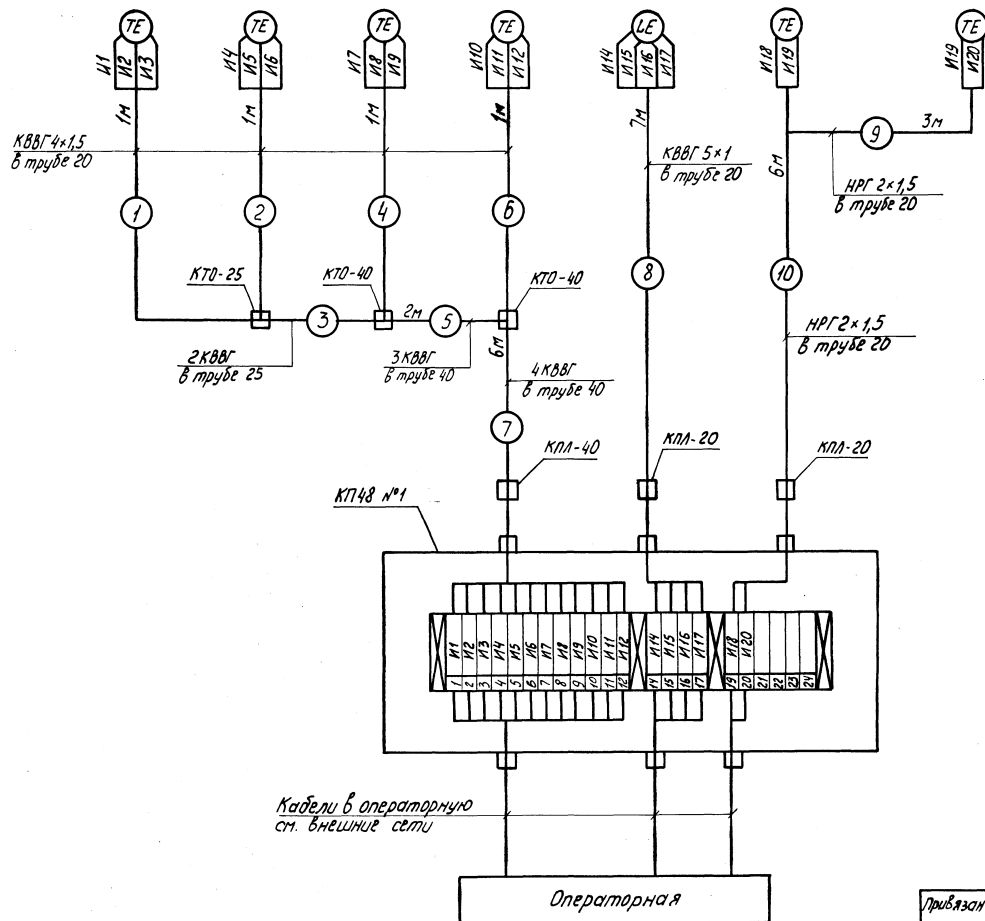 TE
TE
TE
TE
LE
TE
TE
И1
И2
И3
И4
И5
И6
И7
И8
И9
И10
И11
И12
И14
И15
И16
И17
И18
И19
И19
И20
1м
1м
1м
1м
7м
6м
9
3м
КВВГ 4×1,5
в трубе 20
КВВГ 5×1
в трубе 20
НРГ 2×1,5
в трубе 20
1
2
4
6
8
10
КТО-25
КТО-40
КТО-40
3
2м
5
6м
2 КВВГ
в трубе 25
3 КВВГ
в трубе 40
4 КВВГ
в трубе 40
НРГ 2×1,5
в трубе 20
7
КПЛ-40
КПЛ-20
КПЛ-20
КП48 №1
И1
И2
И3
И4
И5
И6
И7
И8
И9
И10
И11
И12
И14
И15
И16
И17
И18
И20
1
2
3
4
5
6
7
8
9
10
11
12
14
15
16
17
19
20
21
22
23
24
Кабели в операторную
см. внешние сети
Операторная
Привязан